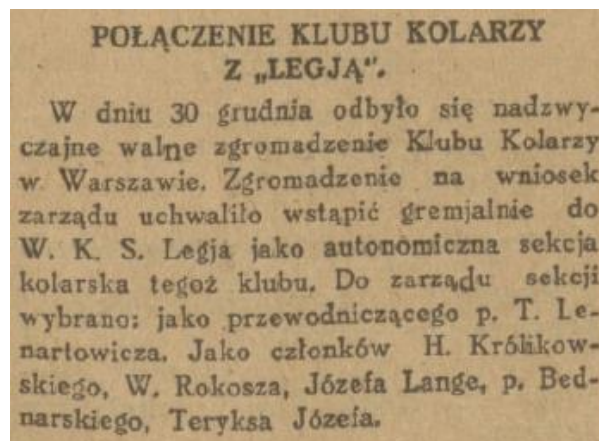 POŁĄCZENIE KLUBU KOLARZY
Z „LEGJĄ“.
W dniu 30 grudnia odbyło się nadzwy-
czajne walne zgromadzenie Klubu Kolarzy
w Warszawie. Zgromadzenie na wniosek
zarządu uchwaliło wstąpić gremjalnie do
W. K. S. Legja jako autonomiczna sekcja
kolarska tegoż klubu. Do zarządu sekcji
wybrano: jako przewodniczącego p. T. Le-
nartowicza. Jako członków H. Królikow-
skiego, W. Rokosza, Józefa Lange, p. Bed-
narskiego, Teryksa Józefa.